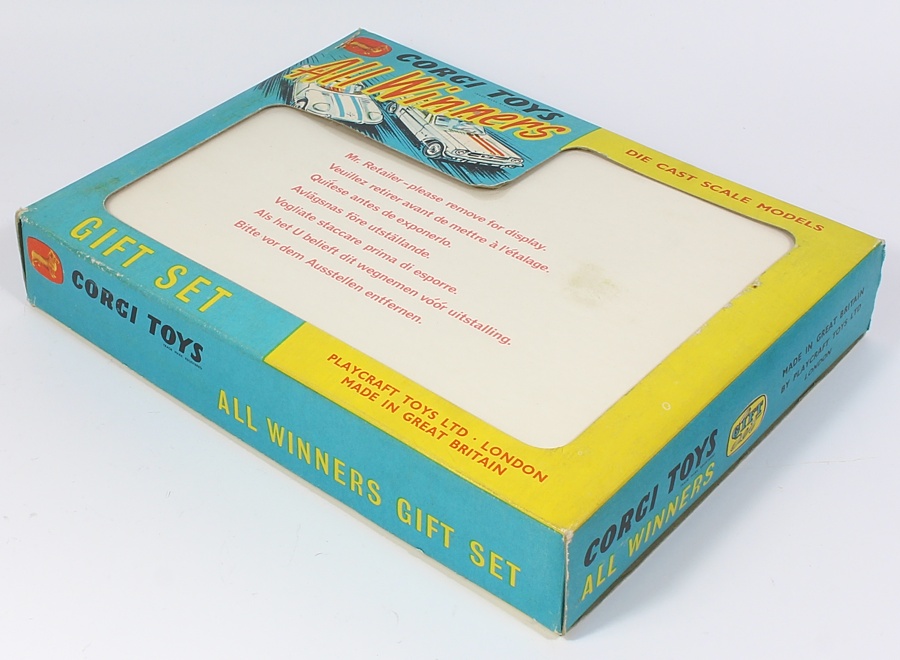 CORGI TOYS
ALL Winners
DIE CAST SCALE MODELS
Mr. Retailer–please remove for display.
Veuillez retirer avant de mettre à l'étalage.
Quitese antes de exponerlo.
Avlägsnas före utställande.
Vogliate staccare prima di esporre.
Als het U belieft dit wegnemen vóór uitstalling.
Bitte vor dem Ausstellen entfernen.
GIFT SET
PLAYCRAFT TOYS LTD · LONDON
MADE IN GREAT BRITAIN
CORGI TOYS
ALL WINNERS GIFT SET
CORGI TOYS
ALL WINNERS
GIFT
MADE IN GREAT BRITAIN
BY PLAYCRAFT TOYS LTD
LONDON